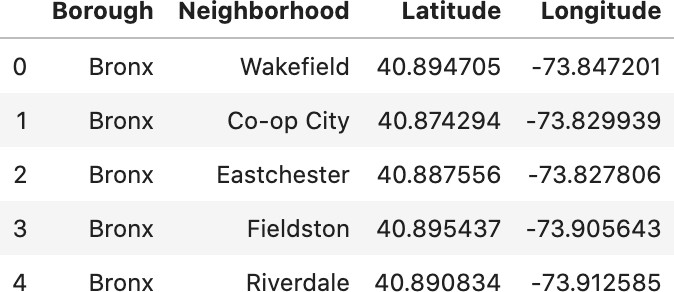 Borough Neighborhood Latitude Longitude
0 Bronx Wakefield 40.894705 -73.847201
1 Bronx Co-op City 40.874294 -73.829939
2 Bronx Eastchester 40.887556 -73.827806
3 Bronx Fieldston 40.895437 -73.905643
4 Bronx Riverdale 40.890834 -73.912585